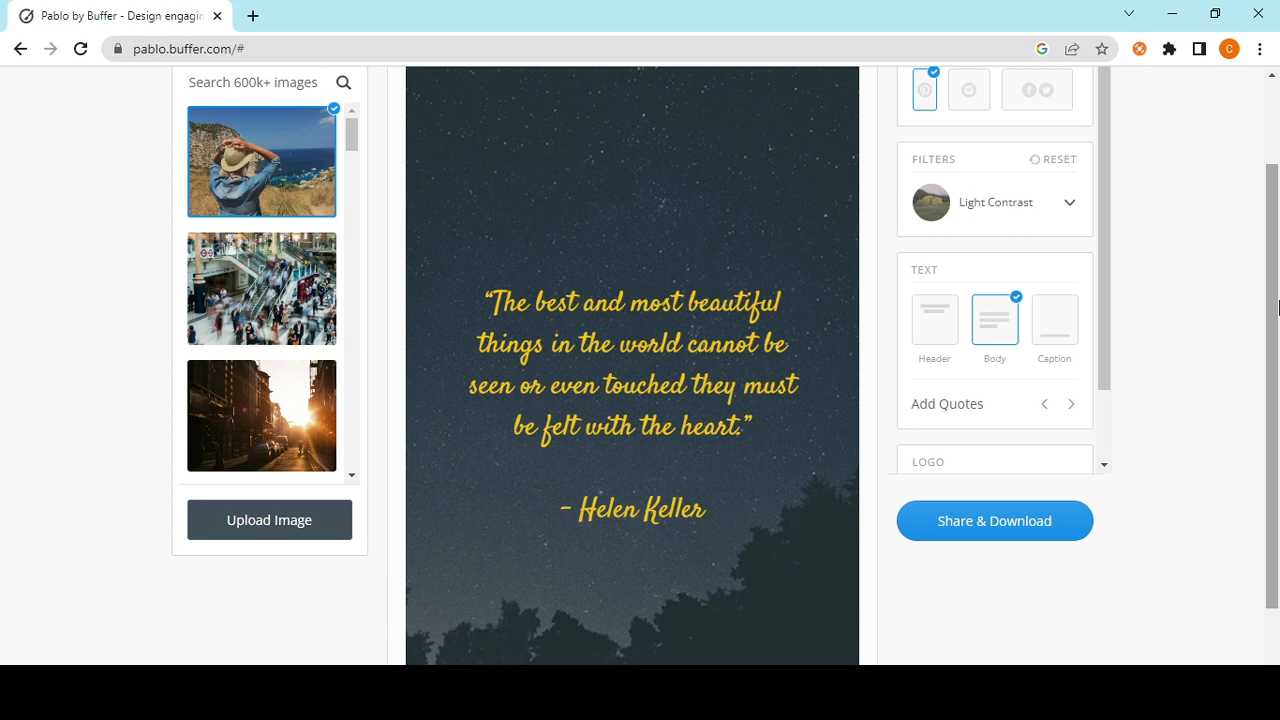 Pablo by Buffer - Design engagin
pablo.buffer.com/#
C
Search 600k+ images
Upload Image
“The best and most beautiful
things in the world cannot be
seen or even touched they must
be felt with the heart.”
- Helen Keller
FILTERS
RESET
Light Contrast
TEXT
Header
Body
Caption
Add Quotes
LOGO
Share & Download